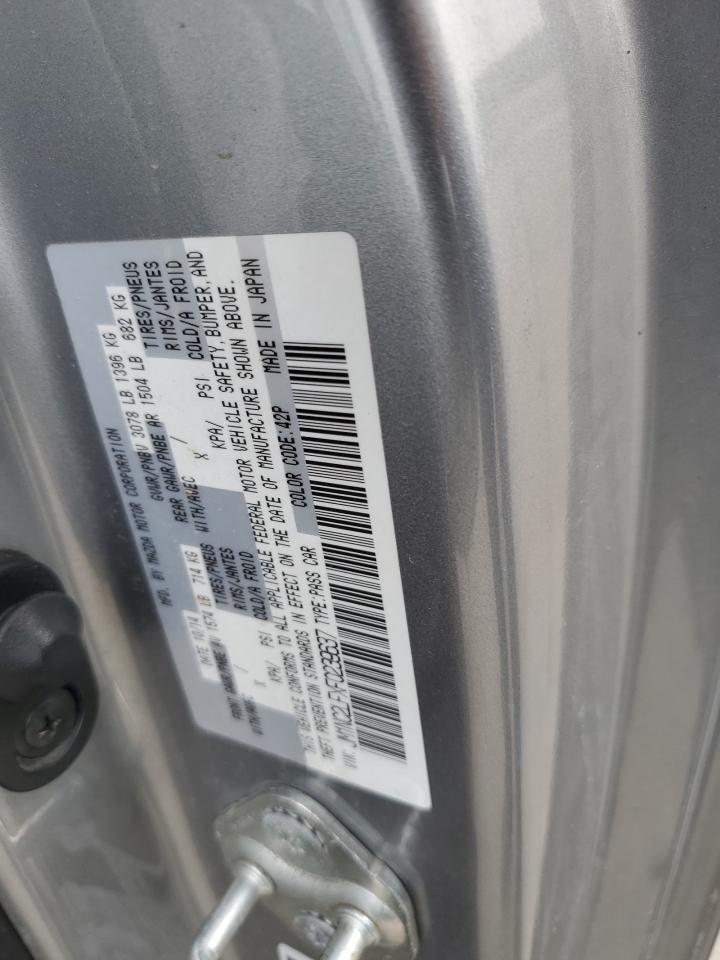 MFD. BY MAZDA MOTOR CORPORATION
DATE 10/14 GVWR/PNBV 3078 LB 1396 KG
1574 LB 714 KG REAR GAWR/PNBE AR 1504 LB 682 KG
WITH/AVEC TIRES/PNEUS WITH/AVEC TIRES/PNEUS
X / RIMS/JANTES X / RIMS/JANTES
KPA/ PSI COLD/A FROID KPA/ PSI COLD/A FROID
THIS VEHICLE CONFORMS TO ALL APPLICABLE FEDERAL MOTOR VEHICLE SAFETY, BUMPER, AND
THEFT PREVENTION STANDARDS IN EFFECT ON THE DATE OF MANUFACTURE SHOWN ABOVE.
VIN: JM1NC2LFXF0239637 TYPE:PASS CAR COLOR CODE:42P MADE IN JAPAN